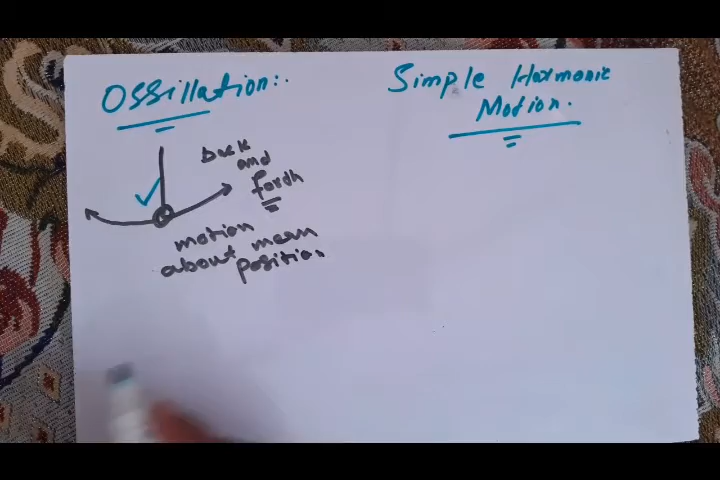 Ossillation:.
Simple Harmonic
Motion.
back
and
forth
motion
about mean
position